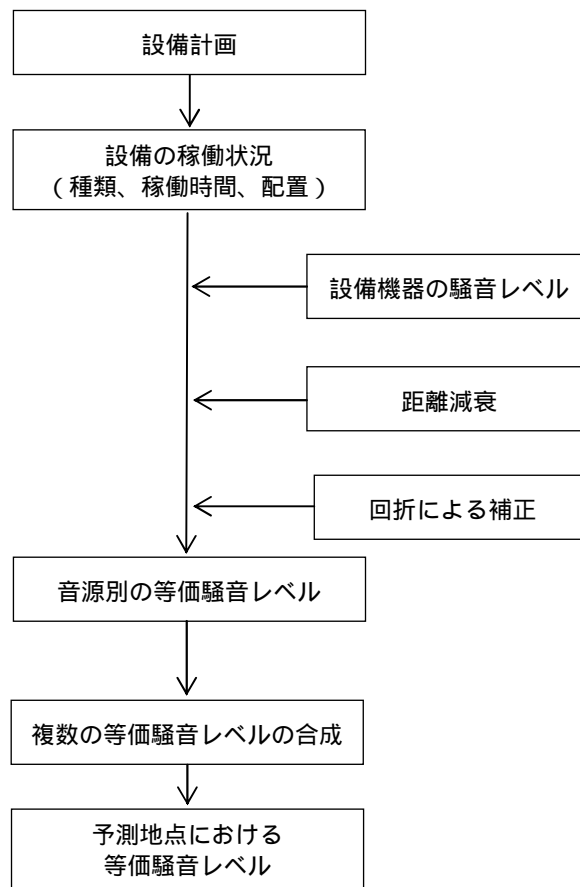 設備計画
設備の稼働状況
(種類、稼働時間、配置)
設備機器の騒音レベル
距離減衰
回折による補正
音源別の等価騒音レベル
複数の等価騒音レベルの合成
予測地点における
等価騒音レベル